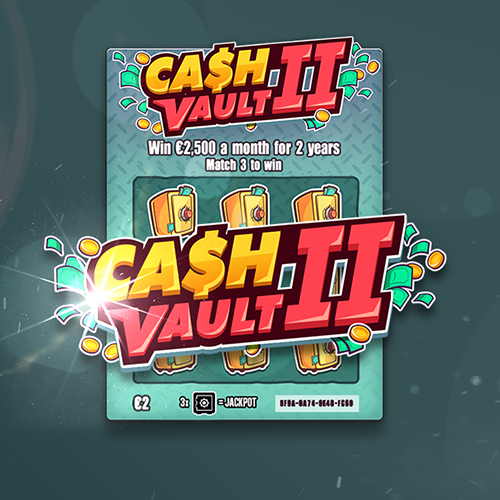 CA$H
VAULT II
Win €2,500 a month for 2 years
Match 3 to win
CA$H
VAULT II
€2
3x = JACKPOT